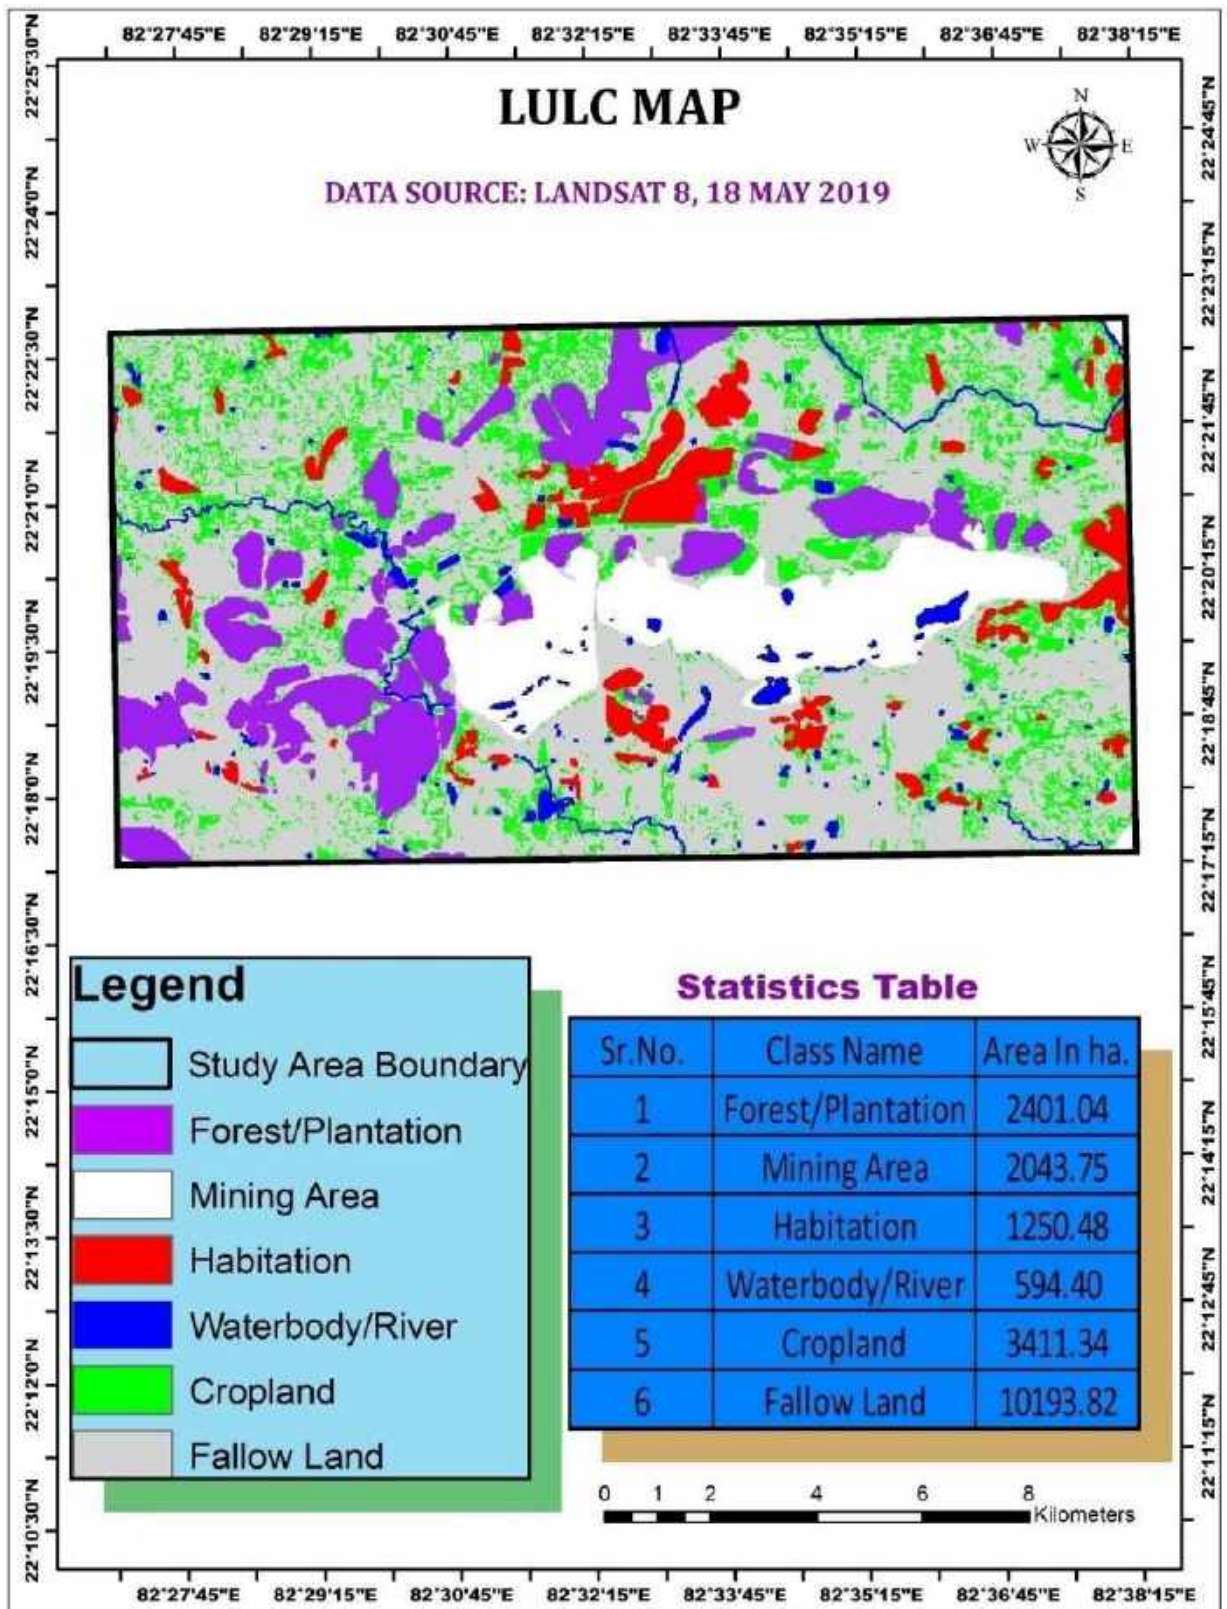 82°27'45"E 82°29'15"E 82°30'45"E 82°32'15"E 82°33'45"E 82°35'15"E 82°36'45"E 82°38'15"E
LULC MAP
DATA SOURCE: LANDSAT 8, 18 MAY 2019
N
W E
S
22°25'30"N
22°24'0"N
22°22'30"N
22°21'0"N
22°19'30"N
22°18'0"N
22°16'30"N
22°15'0"N
22°13'30"N
22°12'0"N
22°10'30"N
22°24'45"N
22°23'15"N
22°21'45"N
22°20'15"N
22°18'45"N
22°17'15"N
22°15'45"N
22°14'15"N
22°12'45"N
22°11'15"N
Legend
Study Area Boundary
Forest/Plantation
Mining Area
Habitation
Waterbody/River
Cropland
Fallow Land
Statistics Table
Sr.No. Class Name Area In ha.
1 Forest/Plantation 2401.04
2 Mining Area 2043.75
3 Habitation 1250.48
4 Waterbody/River 594.40
5 Cropland 3411.34
6 Fallow Land 10193.82
0 1 2 4 6 8
Kilometers
82°27'45"E 82°29'15"E 82°30'45"E 82°32'15"E 82°33'45"E 82°35'15"E 82°36'45"E 82°38'15"E